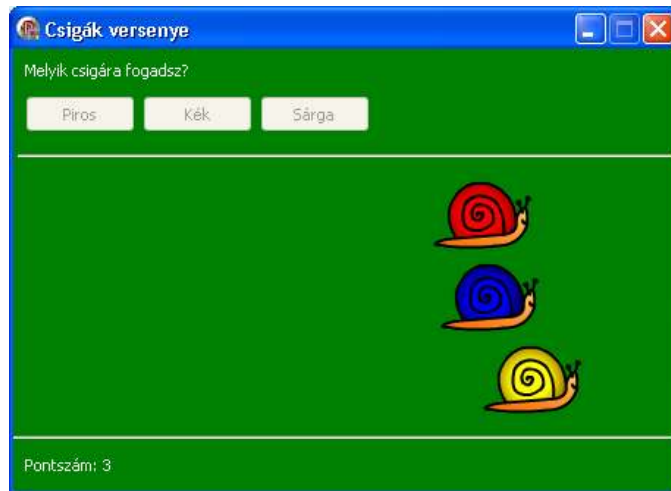 Csigák versenye
Melyik csigára fogadsz?
Piros Kék Sárga
Pontszám: 3